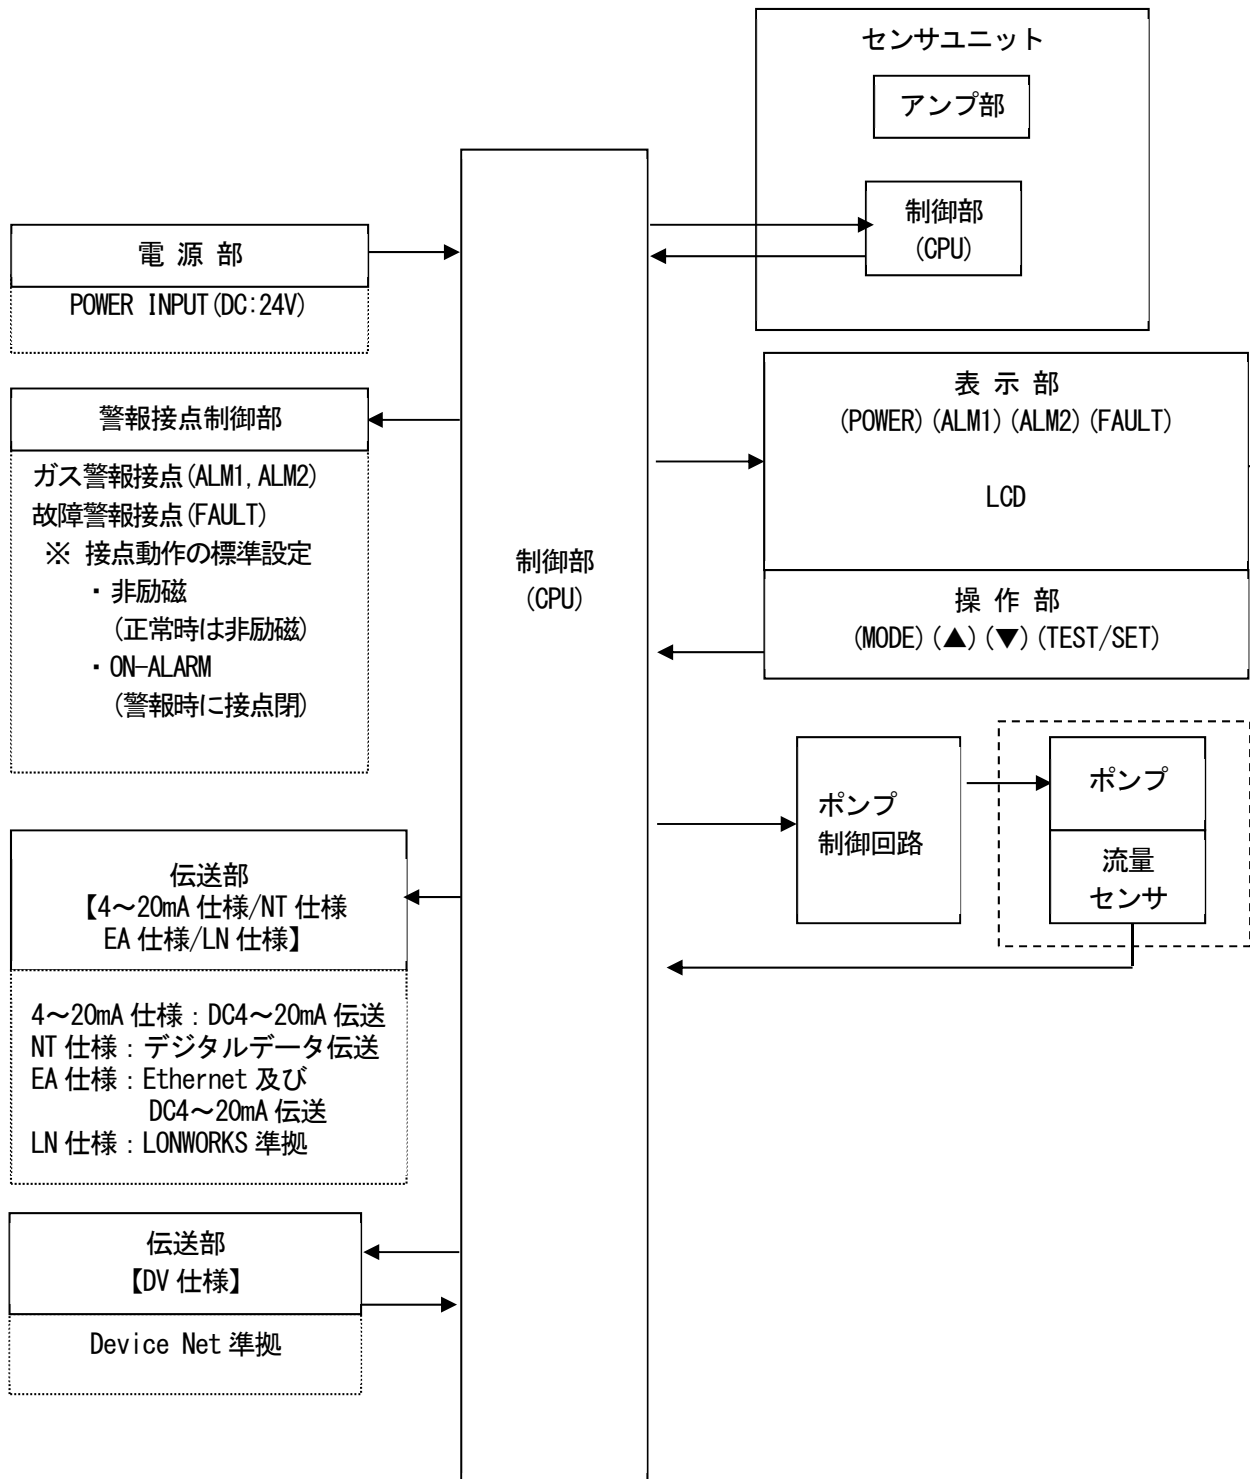 センサユニット
アンプ部
制御部
(CPU)
電 源 部
POWER INPUT(DC:24V)
警報接点制御部
ガス警報接点(ALM1,ALM2)
故障警報接点(FAULT)
※ 接点動作の標準設定
・非励磁
(正常時は非励磁)
・ON-ALARM
(警報時に接点閉)
伝送部
【4～20mA 仕様/NT 仕様
EA 仕様/LN 仕様】
4～20mA 仕様：DC4～20mA 伝送
NT 仕様：デジタルデータ伝送
EA 仕様：Ethernet 及び
DC4～20mA 伝送
LN 仕様：LONWORKS 準拠
伝送部
【DV 仕様】
Device Net 準拠
制御部
(CPU)
表 示 部
(POWER)(ALM1)(ALM2)(FAULT)
LCD
操 作 部
(MODE)(▲)(▼)(TEST/SET)
ポンプ
制御回路
ポンプ
流量
センサ